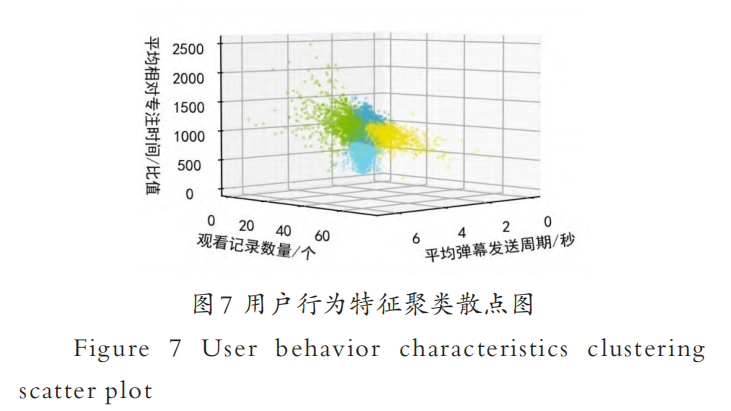 平均相对专注时间/比值
2500
2000
1500
1000
500
0
0
20
40
60
观看记录数量/个
6
4
2
0
平均弹幕发送周期/秒
图7 用户行为特征聚类散点图
Figure 7 User behavior characteristics clustering
scatter plot